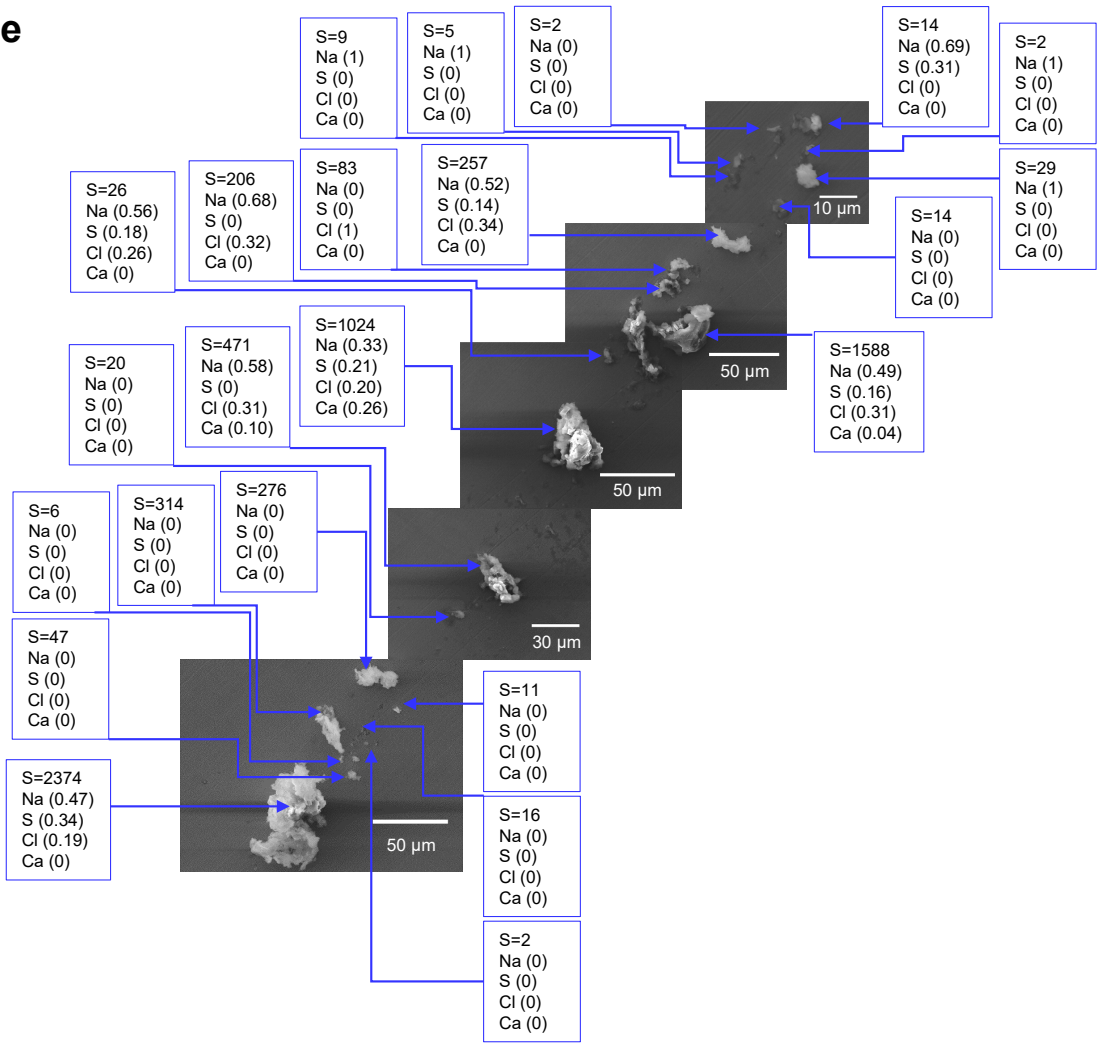 e
S=9
Na (1)
S (0)
Cl (0)
Ca (0)
S=5
Na (1)
S (0)
Cl (0)
Ca (0)
S=2
Na (0)
S (0)
Cl (0)
Ca (0)
S=14
Na (0.69)
S (0.31)
Cl (0)
Ca (0)
S=2
Na (1)
S (0)
Cl (0)
Ca (0)
S=26
Na (0.56)
S (0.18)
Cl (0.26)
Ca (0)
S=206
Na (0.68)
S (0)
Cl (0.32)
Ca (0)
S=83
Na (0)
S (0)
Cl (1)
Ca (0)
S=257
Na (0.52)
S (0.14)
Cl (0.34)
Ca (0)
S=29
Na (1)
S (0)
Cl (0)
Ca (0)
10 µm
S=14
Na (0)
S (0)
Cl (0)
Ca (0)
S=20
Na (0)
S (0)
Cl (0)
Ca (0)
S=471
Na (0.58)
S (0)
Cl (0.31)
Ca (0.10)
S=1024
Na (0.33)
S (0.21)
Cl (0.20)
Ca (0.26)
50 µm
S=1588
Na (0.49)
S (0.16)
Cl (0.31)
Ca (0.04)
50 µm
S=6
Na (0)
S (0)
Cl (0)
Ca (0)
S=314
Na (0)
S (0)
Cl (0)
Ca (0)
S=276
Na (0)
S (0)
Cl (0)
Ca (0)
30 µm
S=47
Na (0)
S (0)
Cl (0)
Ca (0)
S=11
Na (0)
S (0)
Cl (0)
Ca (0)
S=2374
Na (0.47)
S (0.34)
Cl (0.19)
Ca (0)
50 µm
S=16
Na (0)
S (0)
Cl (0)
Ca (0)
S=2
Na (0)
S (0)
Cl (0)
Ca (0)